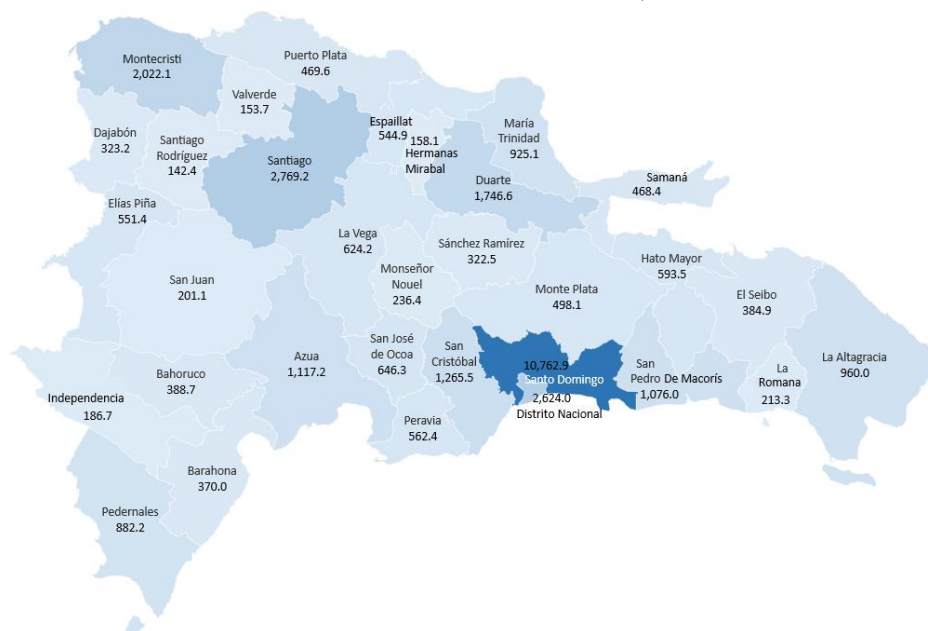 Puerto Plata
469.6
Montecristi
2,022.1
Valverde
153.7
Espaillat
544.9
158.1
Hermanas
Mirabal
María
Trinidad
925.1
Dajabón
323.2
Santiago
Rodríguez
142.4
Santiago
2,769.2
Duarte
1,746.6
Samaná
468.4
Elías Piña
551.4
La Vega
624.2
Sánchez Ramírez
322.5
Hato Mayor
593.5
San Juan
201.1
Monseñor
Nouel
236.4
Monte Plata
498.1
El Seibo
384.9
Azua
1,117.2
San José
de Ocoa
646.3
San
Cristóbal
1,265.5
10,762.9
Santo Domingo
2,624.0
Distrito Nacional
San
Pedro De Macorís
1,076.0
La
Romana
213.3
La Altagracia
960.0
Bahoruco
388.7
Independencia
186.7
Peravia
562.4
Barahona
370.0
Pedernales
882.2